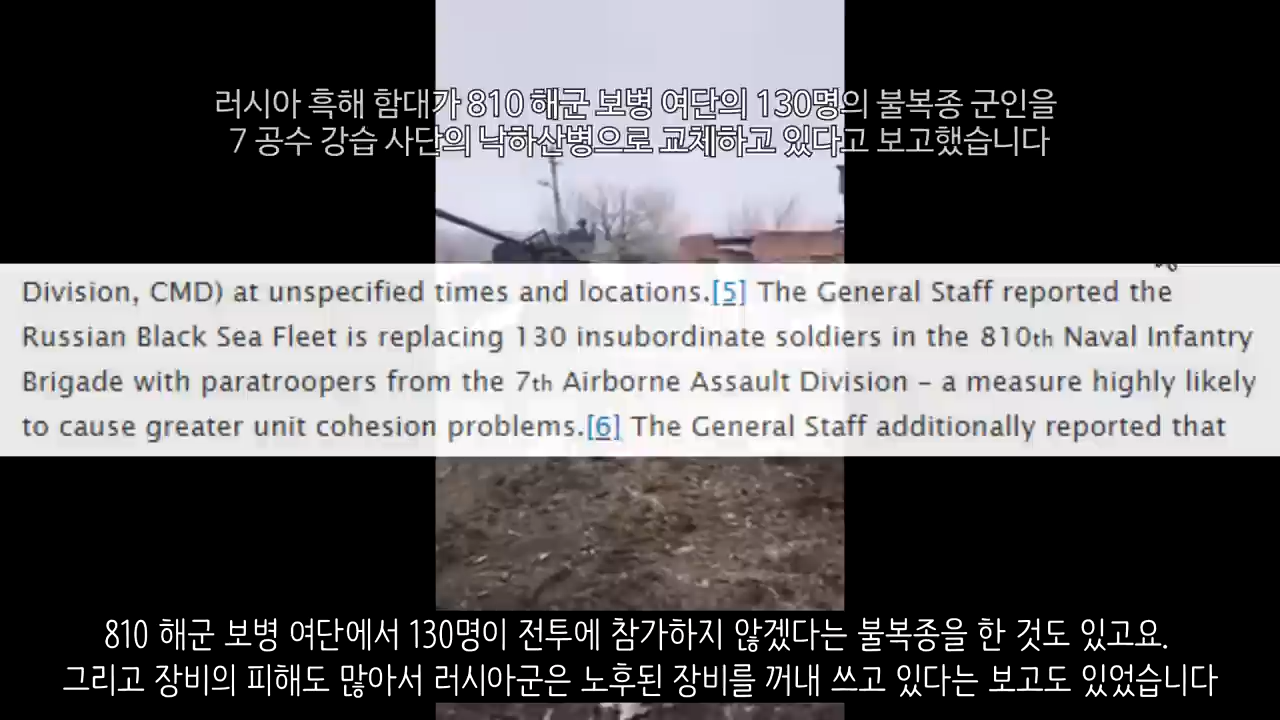 러시아 흑해 함대가 810 해군 보병 여단의 130명의 불복종 군인을
7 공수 강습 사단의 낙하산병으로 교체하고 있다고 보고했습니다
Division, CMD) at unspecified times and locations.[5] The General Staff reported the
Russian Black Sea Fleet is replacing 130 insubordinate soldiers in the 810th Naval Infantry
Brigade with paratroopers from the 7th Airborne Assault Division – a measure highly likely
to cause greater unit cohesion problems.[6] The General Staff additionally reported that
810 해군 보병 여단에서 130명이 전투에 참가하지 않겠다는 불복종을 한 것도 있고요.
그리고 장비의 피해도 많아서 러시아군은 노후된 장비를 꺼내 쓰고 있다는 보고도 있었습니다